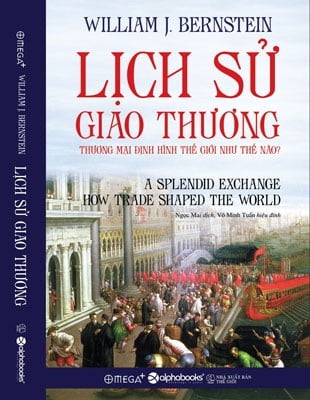 WILLIAM J. BERNSTEIN
LỊCH SỬ
GIAO THƯƠNG
THƯƠNG MẠI ĐỊNH HÌNH THẾ GIỚI NHƯ THẾ NÀO?
A SPLENDID EXCHANGE
HOW TRADE SHAPED THE WORLD
Ngọc Mai dịch, Võ Minh Tuấn hiệu đính
OMEGA+
alphabooks
NHÀ XUẤT BẢN
THẾ GIỚI
OMEGA+
WILLIAM J. BERNSTEIN
LỊCH SỬ GIAO THƯƠNG
alphabooks